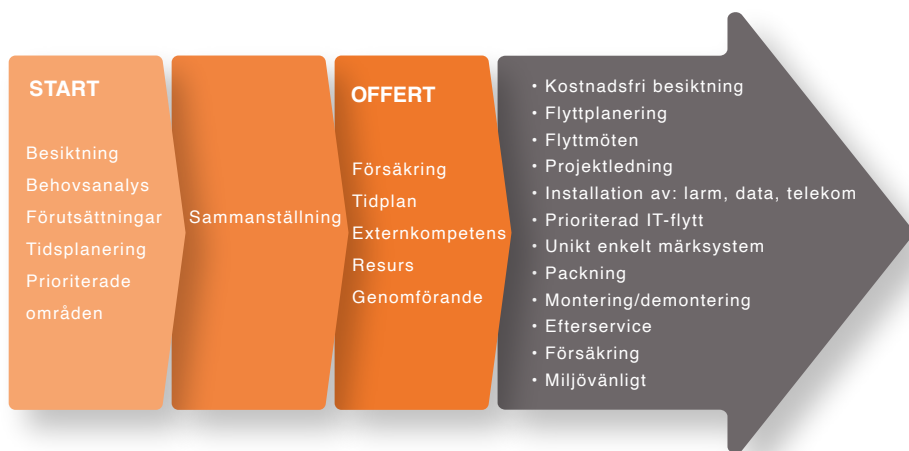 START
Besiktning
Behovsanalys
Förutsättningar
Tidsplanering
Prioriterade
områden
Sammanställning
OFFERT
Försäkring
Tidplan
Externkompetens
Resurs
Genomförande
• Kostnadsfri besiktning
• Flyttplanering
• Flyttmöten
• Projektledning
• Installation av: larm, data, telekom
• Prioriterad IT-flytt
• Unikt enkelt märksystem
• Packning
• Montering/demontering
• Efterservice
• Försäkring
• Miljövänligt